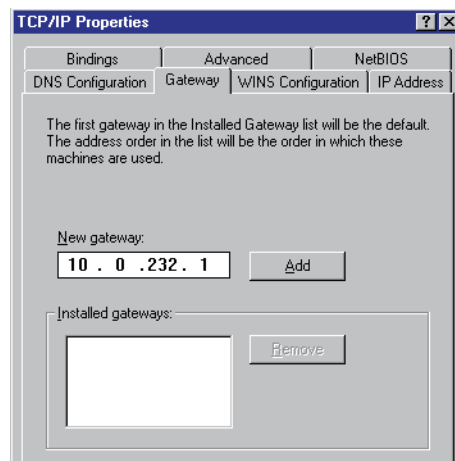 TCP/IP Properties
Bindings Advanced NetBIOS
DNS Configuration Gateway WINS Configuration IP Address
The first gateway in the Installed Gateway list will be the default.
The address order in the list will be the order in which these
machines are used.
New gateway:
10 . 0 .232. 1 Add
Installed gateways:
Remove